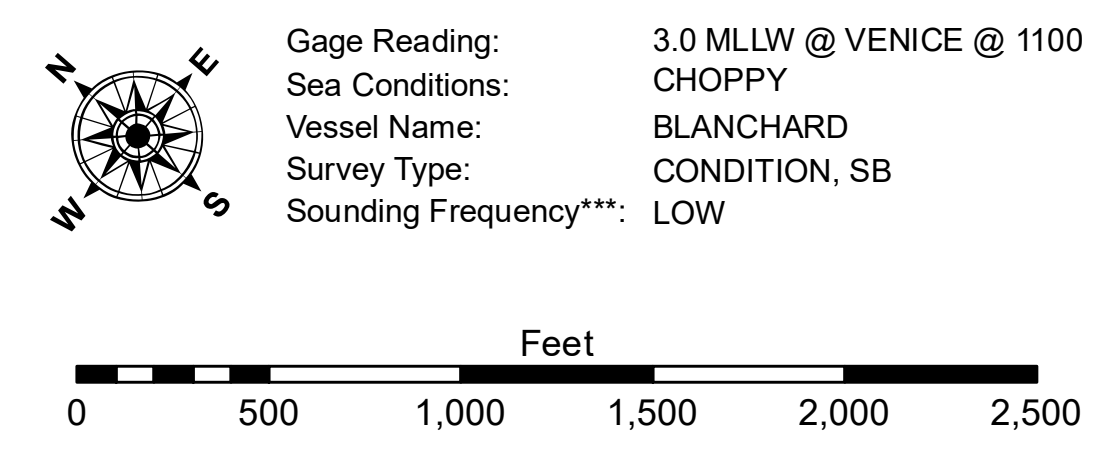 N
E
W
S
Gage Reading: 3.0 MLLW @ VENICE @ 1100
Sea Conditions: CHOPPY
Vessel Name: BLANCHARD
Survey Type: CONDITION, SB
Sounding Frequency***: LOW
Feet
0 500 1,000 1,500 2,000 2,500